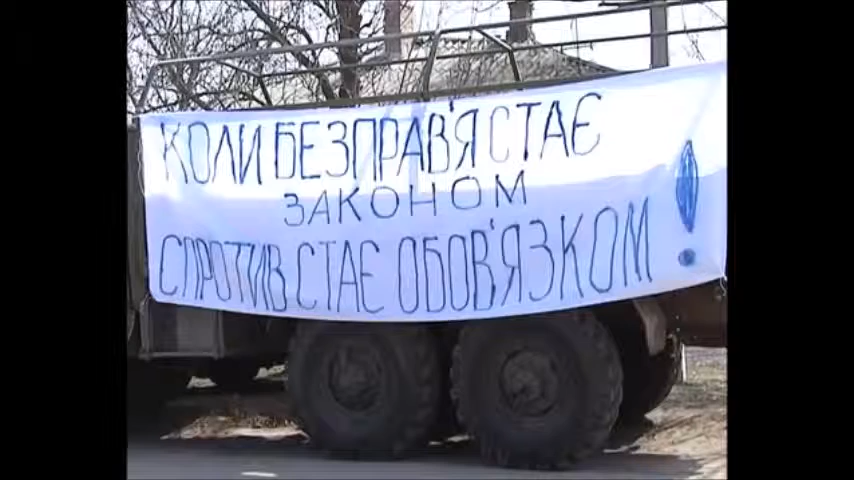 КОЛИ БЕЗПРАВ'Я СТАЄ
ЗАКОНОМ
СПРОТИВ СТАЄ ОБОВ'ЯЗКОМ!